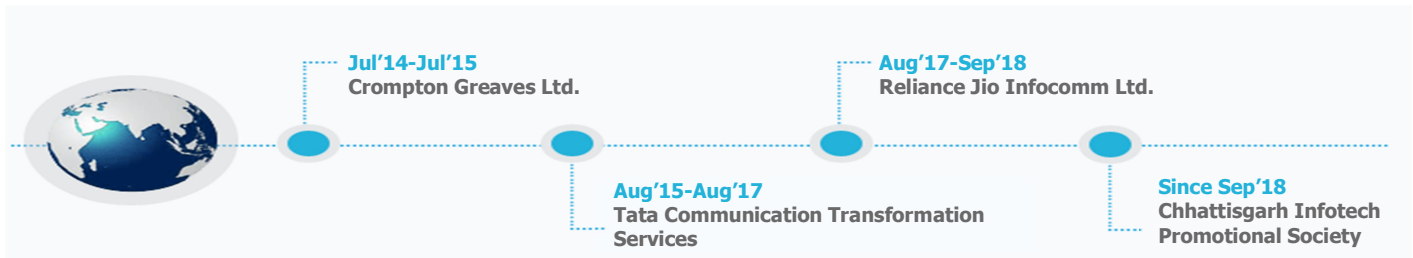 Jul’14-Jul’15
Crompton Greaves Ltd.
Aug’15-Aug’17
Tata Communication Transformation
Services
Aug’17-Sep’18
Reliance Jio Infocomm Ltd.
Since Sep’18
Chhattisgarh Infotech
Promotional Society